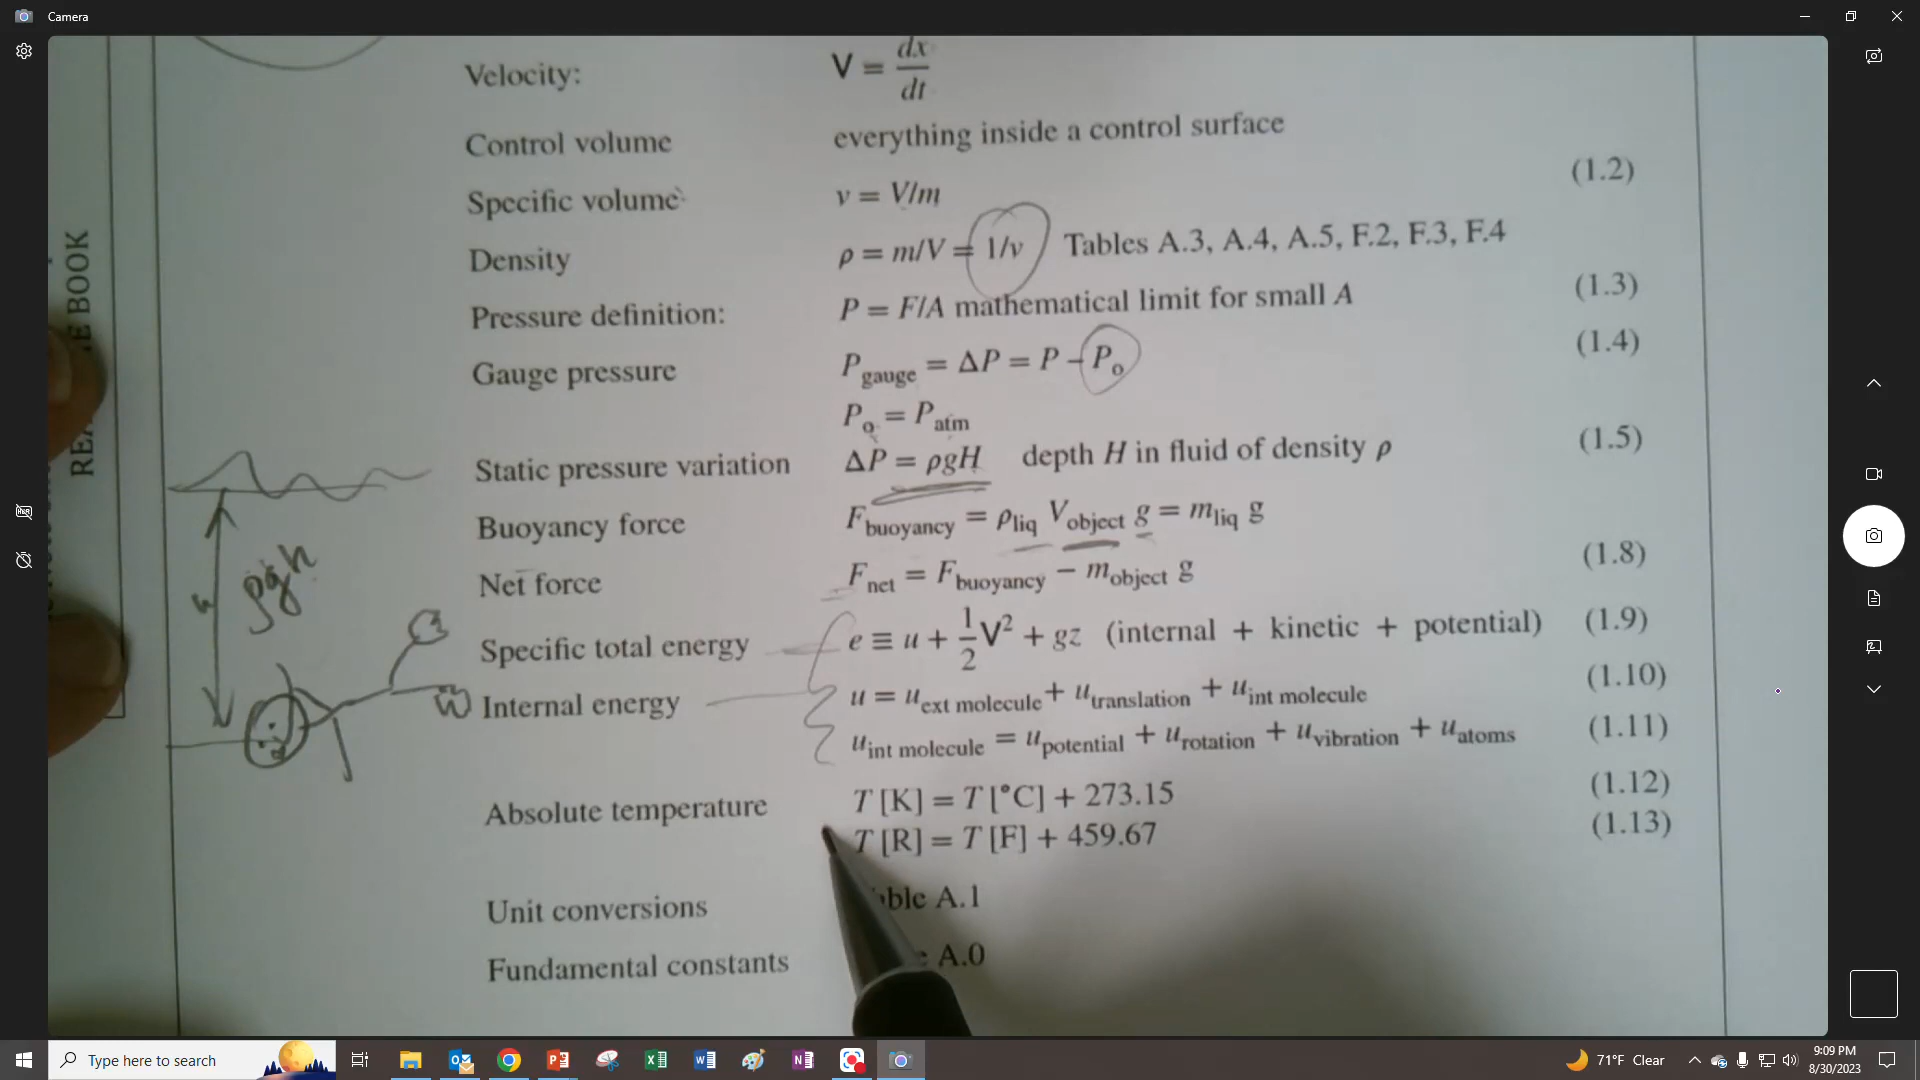 Camera
Velocity: V = dx/dt
Control volume everything inside a control surface
Specific volume v = V/m (1.2)
Density ρ = m/V = 1/v Tables A.3, A.4, A.5, F.2, F.3, F.4
Pressure definition: P = F/A mathematical limit for small A (1.3)
Gauge pressure P_gauge = ΔP = P − P_o (1.4)
P_o = P_atm
Static pressure variation ΔP = ρgH depth H in fluid of density ρ (1.5)
Buoyancy force F_buoyancy = ρ_liq V_object g = m_liq g
Net force F_net = F_buoyancy − m_object g (1.8)
Specific total energy e ≡ u + 1/2 V² + gz (internal + kinetic + potential) (1.9)
Internal energy u = u_ext molecule + u_translation + u_int molecule (1.10)
u_int molecule = u_potential + u_rotation + u_vibration + u_atoms (1.11)
Absolute temperature T [K] = T [°C] + 273.15 (1.12)
T [R] = T [F] + 459.67 (1.13)
Unit conversions A.1
Fundamental constants A.0
BOOK
ρgh
Type here to search
71°F Clear
9:09 PM
8/30/2023